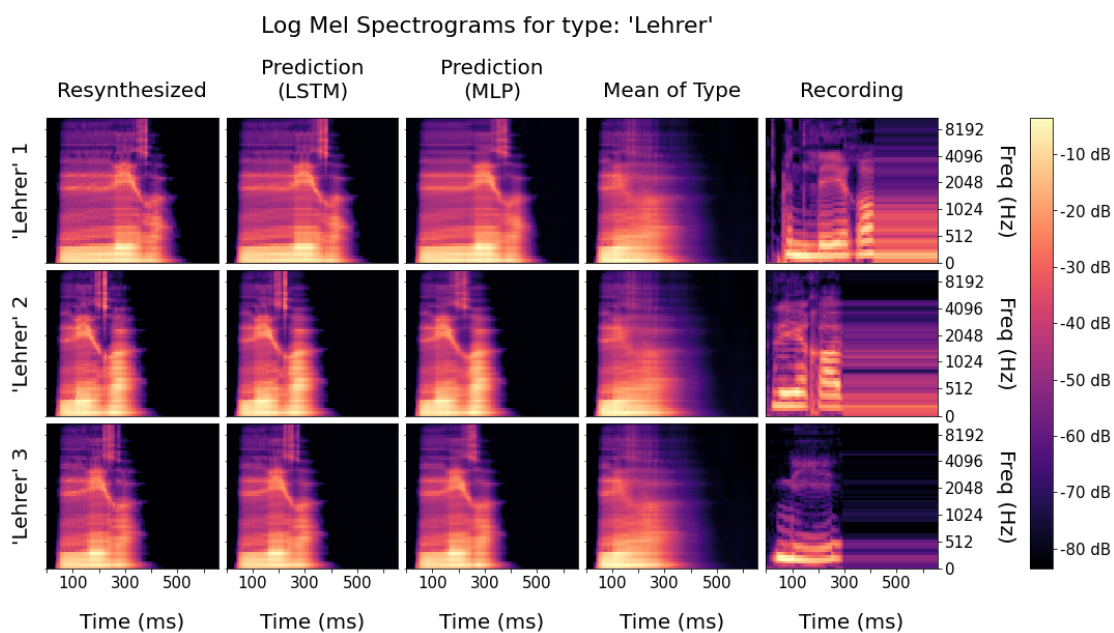 Log Mel Spectrograms for type: 'Lehrer'
Resynthesized
Prediction
(LSTM)
Prediction
(MLP)
Mean of Type
Recording
'Lehrer' 1
8192
4096
2048
1024
512
0
Freq (Hz)
'Lehrer' 2
8192
4096
2048
1024
512
0
Freq (Hz)
'Lehrer' 3
8192
4096
2048
1024
512
0
Freq (Hz)
-10 dB
-20 dB
-30 dB
-40 dB
-50 dB
-60 dB
-70 dB
-80 dB
100 300 500
100 300 500
100 300 500
100 300 500
100 300 500
Time (ms)
Time (ms)
Time (ms)
Time (ms)
Time (ms)